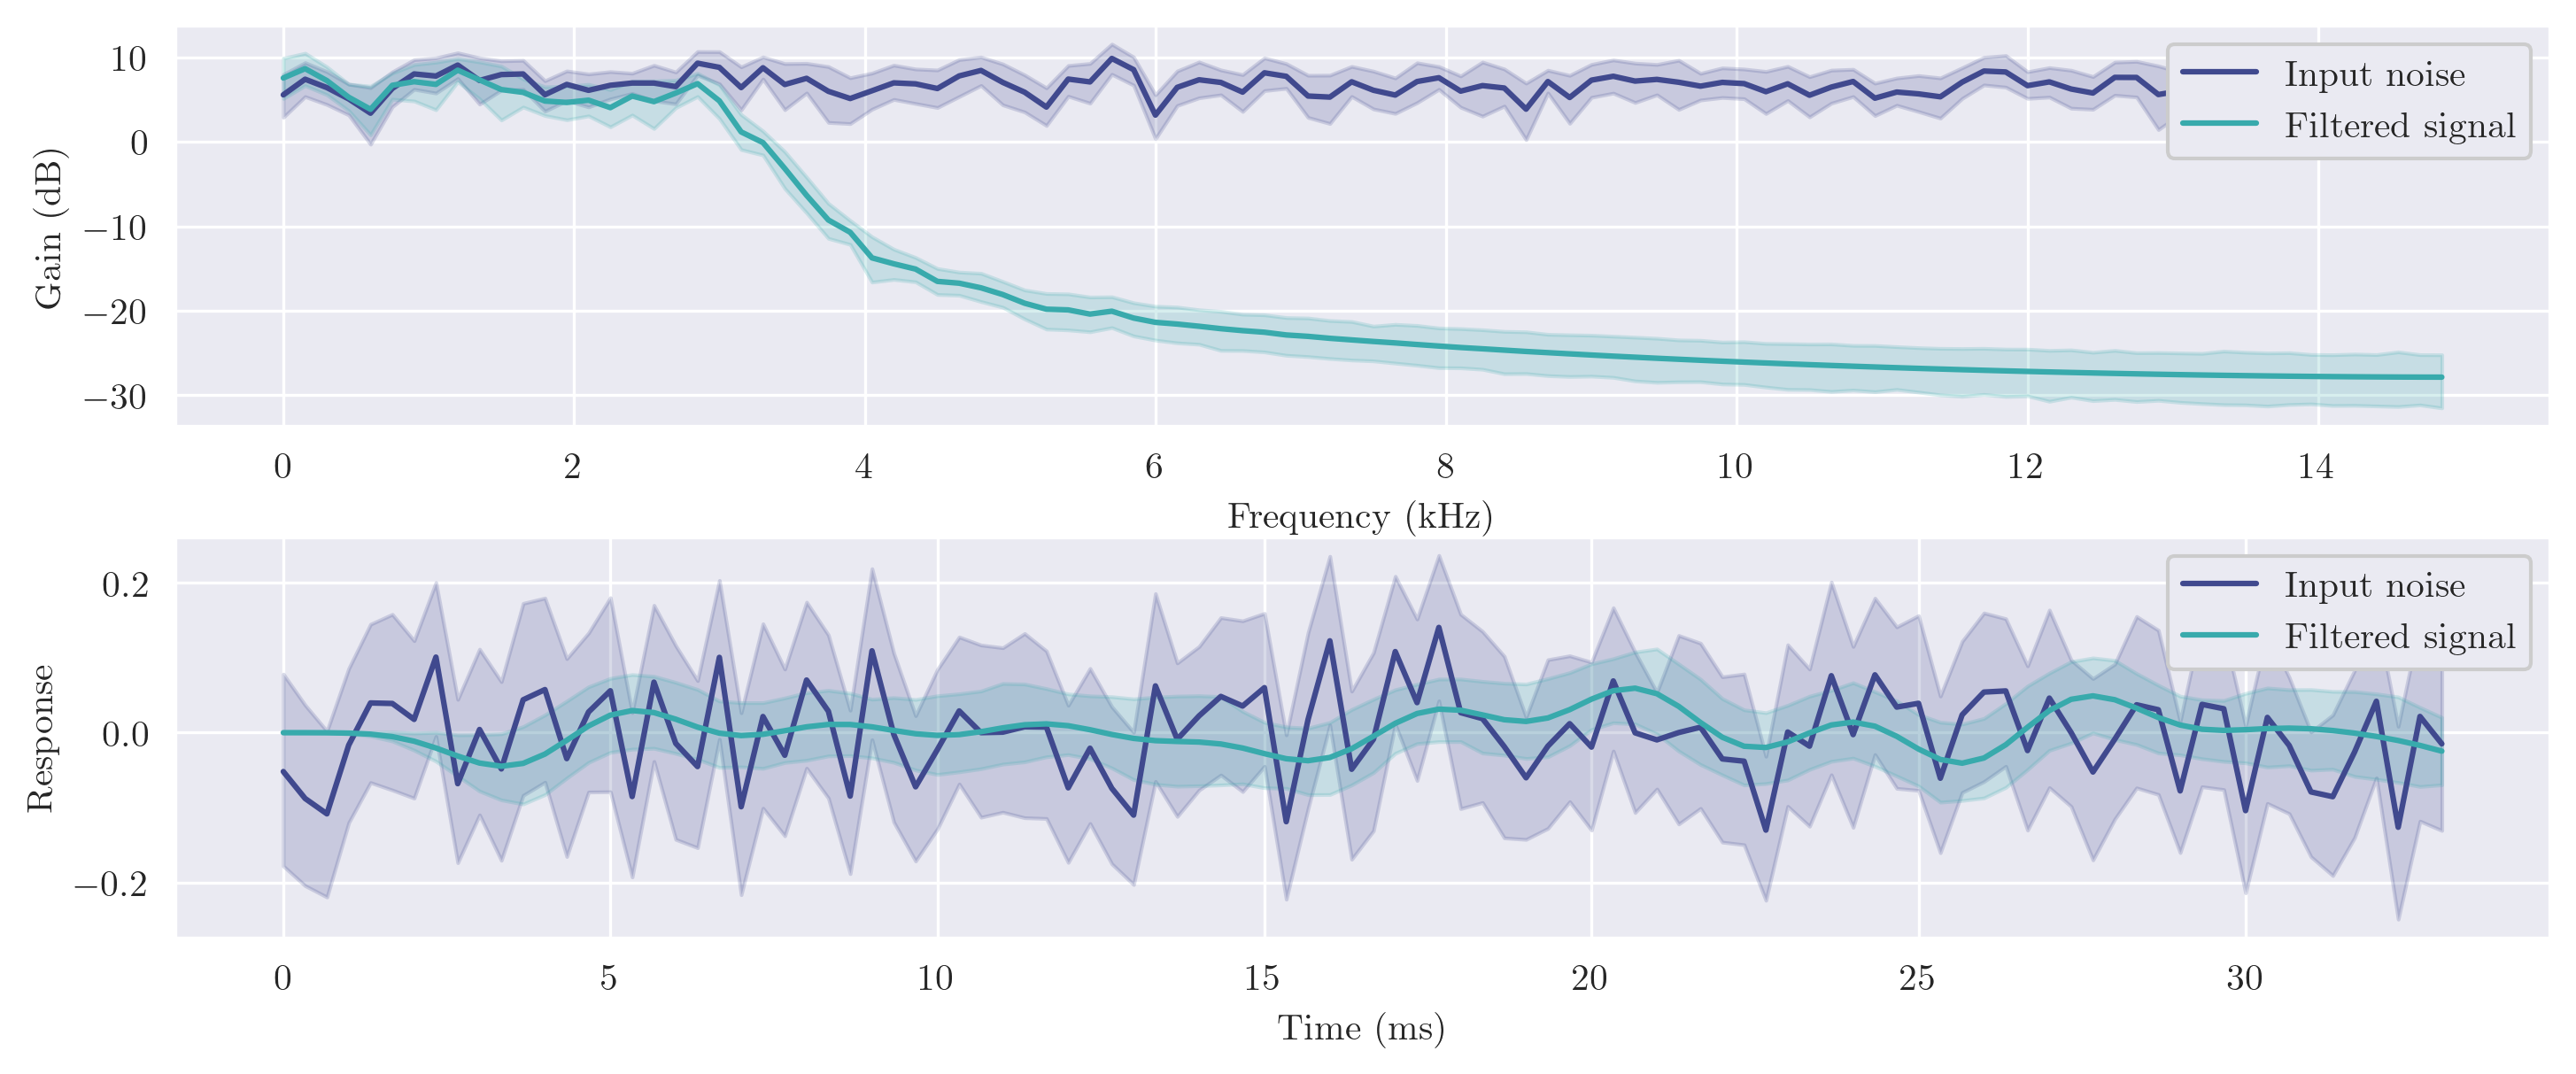 10
0
−10
−20
−30
Gain (dB)
Input noise
Filtered signal
0 2 4 6 8 10 12 14
Frequency (kHz)
0.2
0.0
−0.2
Response
Input noise
Filtered signal
0 5 10 15 20 25 30
Time (ms)